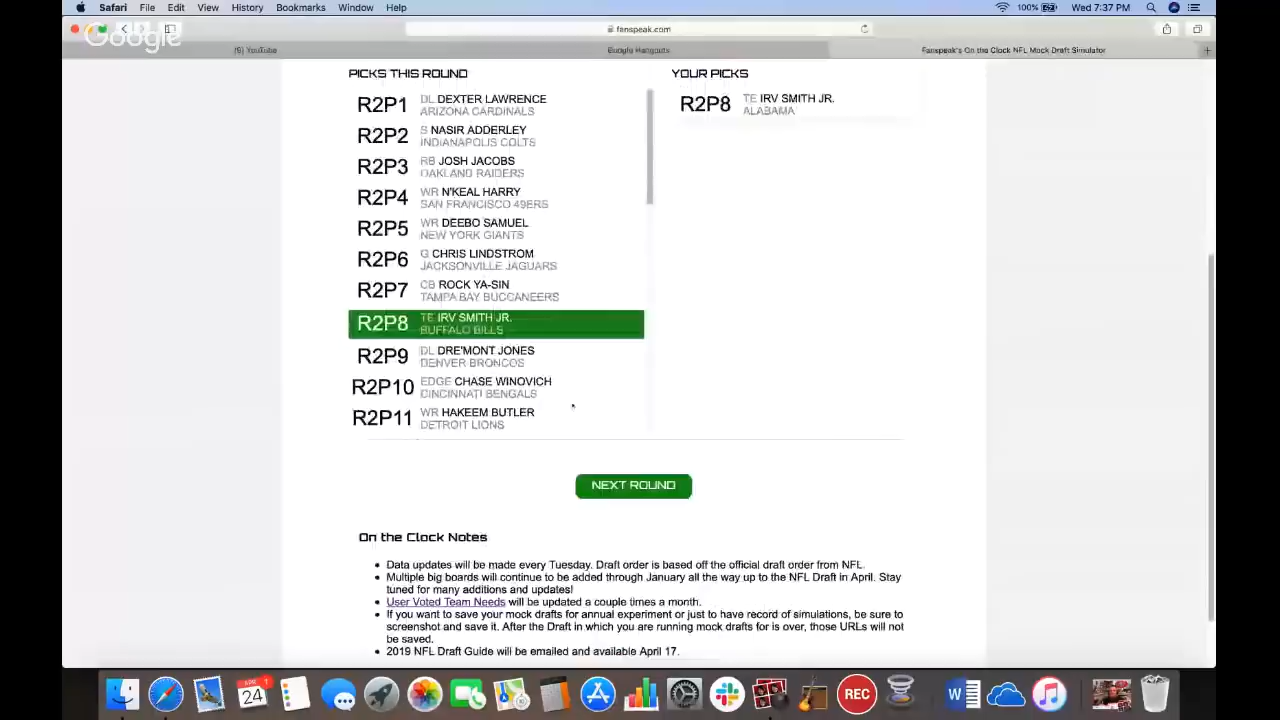 Safari File Edit View History Bookmarks Window Help 100% Wed 7:37 PM
Google
fanspeak.com
(9) YouTube Google Hangouts Fanspeak's On the Clock NFL Mock Draft Simulator
PICKS THIS ROUND
R2P1 DL DEXTER LAWRENCE
ARIZONA CARDINALS
R2P2 S NASIR ADDERLEY
INDIANAPOLIS COLTS
R2P3 RB JOSH JACOBS
OAKLAND RAIDERS
R2P4 WR N'KEAL HARRY
SAN FRANCISCO 49ERS
R2P5 WR DEEBO SAMUEL
NEW YORK GIANTS
R2P6 G CHRIS LINDSTROM
JACKSONVILLE JAGUARS
R2P7 CB ROCK YA-SIN
TAMPA BAY BUCCANEERS
R2P8 TE IRV SMITH JR.
BUFFALO BILLS
R2P9 DL DRE'MONT JONES
DENVER BRONCOS
R2P10 EDGE CHASE WINOVICH
CINCINNATI BENGALS
R2P11 WR HAKEEM BUTLER
DETROIT LIONS
YOUR PICKS
R2P8 TE IRV SMITH JR.
ALABAMA
NEXT ROUND
On the Clock Notes
Data updates will be made every Tuesday. Draft order is based off the official draft order from NFL.
Multiple big boards will continue to be added through January all the way up to the NFL Draft in April. Stay
tuned for many additions and updates!
User Voted Team Needs will be updated a couple times a month.
If you want to save your mock drafts for annual experiment or just to have record of simulations, be sure to
screenshot and save it. After the Draft in which you are running mock drafts for is over, those URLs will not
be saved.
2019 NFL Draft Guide will be emailed and available April 17.
APR 1
24
REC
W